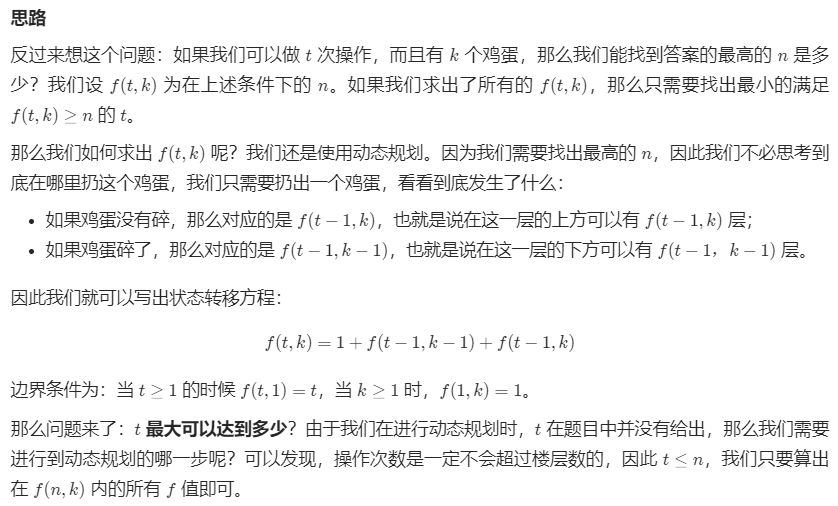 思路
反过来想这个问题：如果我们可以做 t 次操作，而且有 k 个鸡蛋，那么我们能找到答案的最高的 n 是多
少？我们设 f(t,k) 为在上述条件下的 n。如果我们求出了所有的 f(t,k)，那么只需要找出最小的满足
f(t,k) ≥ n 的 t。
那么我们如何求出 f(t,k) 呢？我们还是使用动态规划。因为我们需要找出最高的 n，因此我们不必思考到
底在哪里扔这个鸡蛋，我们只需要扔出一个鸡蛋，看看到底发生了什么：
• 如果鸡蛋没有碎，那么对应的是 f(t−1,k)，也就是说在这一层的上方可以有 f(t−1,k) 层；
• 如果鸡蛋碎了，那么对应的是 f(t−1,k−1)，也就是说在这一层的下方可以有 f(t−1，k−1) 层。
因此我们就可以写出状态转移方程：
f(t,k) = 1 + f(t−1,k−1) + f(t−1,k)
边界条件为：当 t ≥ 1 的时候 f(t,1) = t，当 k ≥ 1 时，f(1,k) = 1。
那么问题来了：t 最大可以达到多少？由于我们在进行动态规划时，t 在题目中并没有给出，那么我们需要
进行到动态规划的哪一步呢？可以发现，操作次数是一定不会超过楼层数的，因此 t ≤ n，我们只要算出
在 f(n,k) 内的所有 f 值即可。